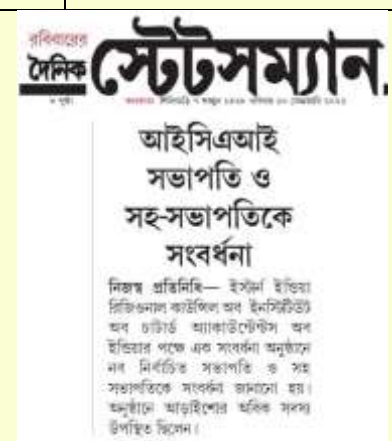 রবিবারের
দৈনিক স্টেটসম্যান
আইসিএআই
সভাপতি ও
সহ-সভাপতিকে
সংবর্ধনা
নিজস্ব প্রতিনিধি— ইস্টার্ন ইন্ডিয়া
রিজিওনাল কাউন্সিল অব ইনস্টিটিউট
অব চার্টার্ড অ্যাকাউন্টেন্টস অব
ইন্ডিয়ার পক্ষে এক সংবর্ধনা অনুষ্ঠানে
নব নির্বাচিত সভাপতি ও সহ
সভাপতিকে সংবর্ধনা জানানো হয়।
অনুষ্ঠানে আড়াইশোর অধিক সদস্য
উপস্থিত ছিলেন।